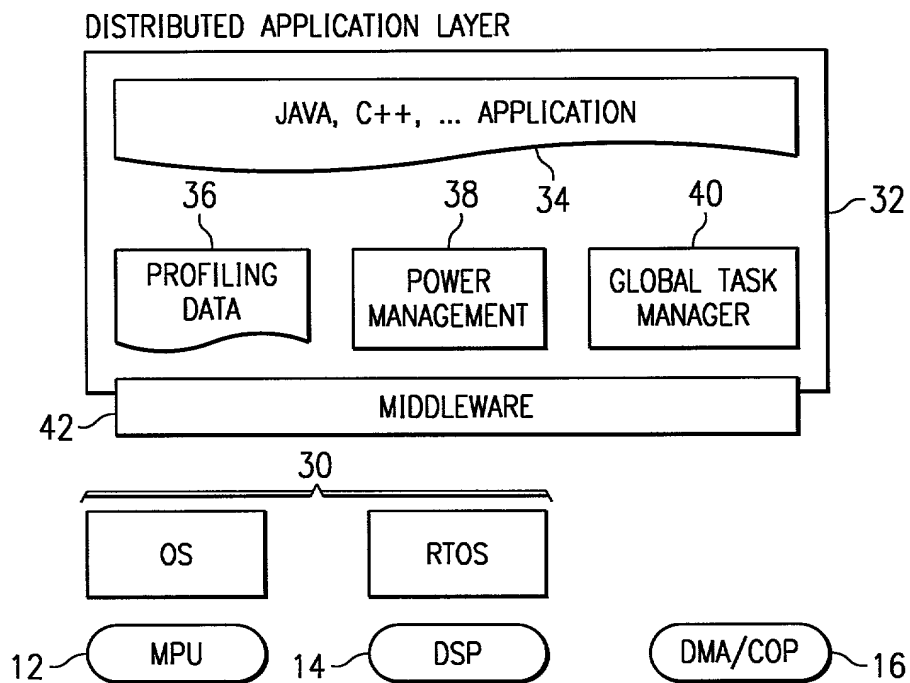 DISTRIBUTED APPLICATION LAYER
JAVA, C++, ... APPLICATION
36
38
34
40
32
PROFILING
DATA
POWER
MANAGEMENT
GLOBAL TASK
MANAGER
42
MIDDLEWARE
30
OS
RTOS
12
MPU
14
DSP
DMA/COP
16